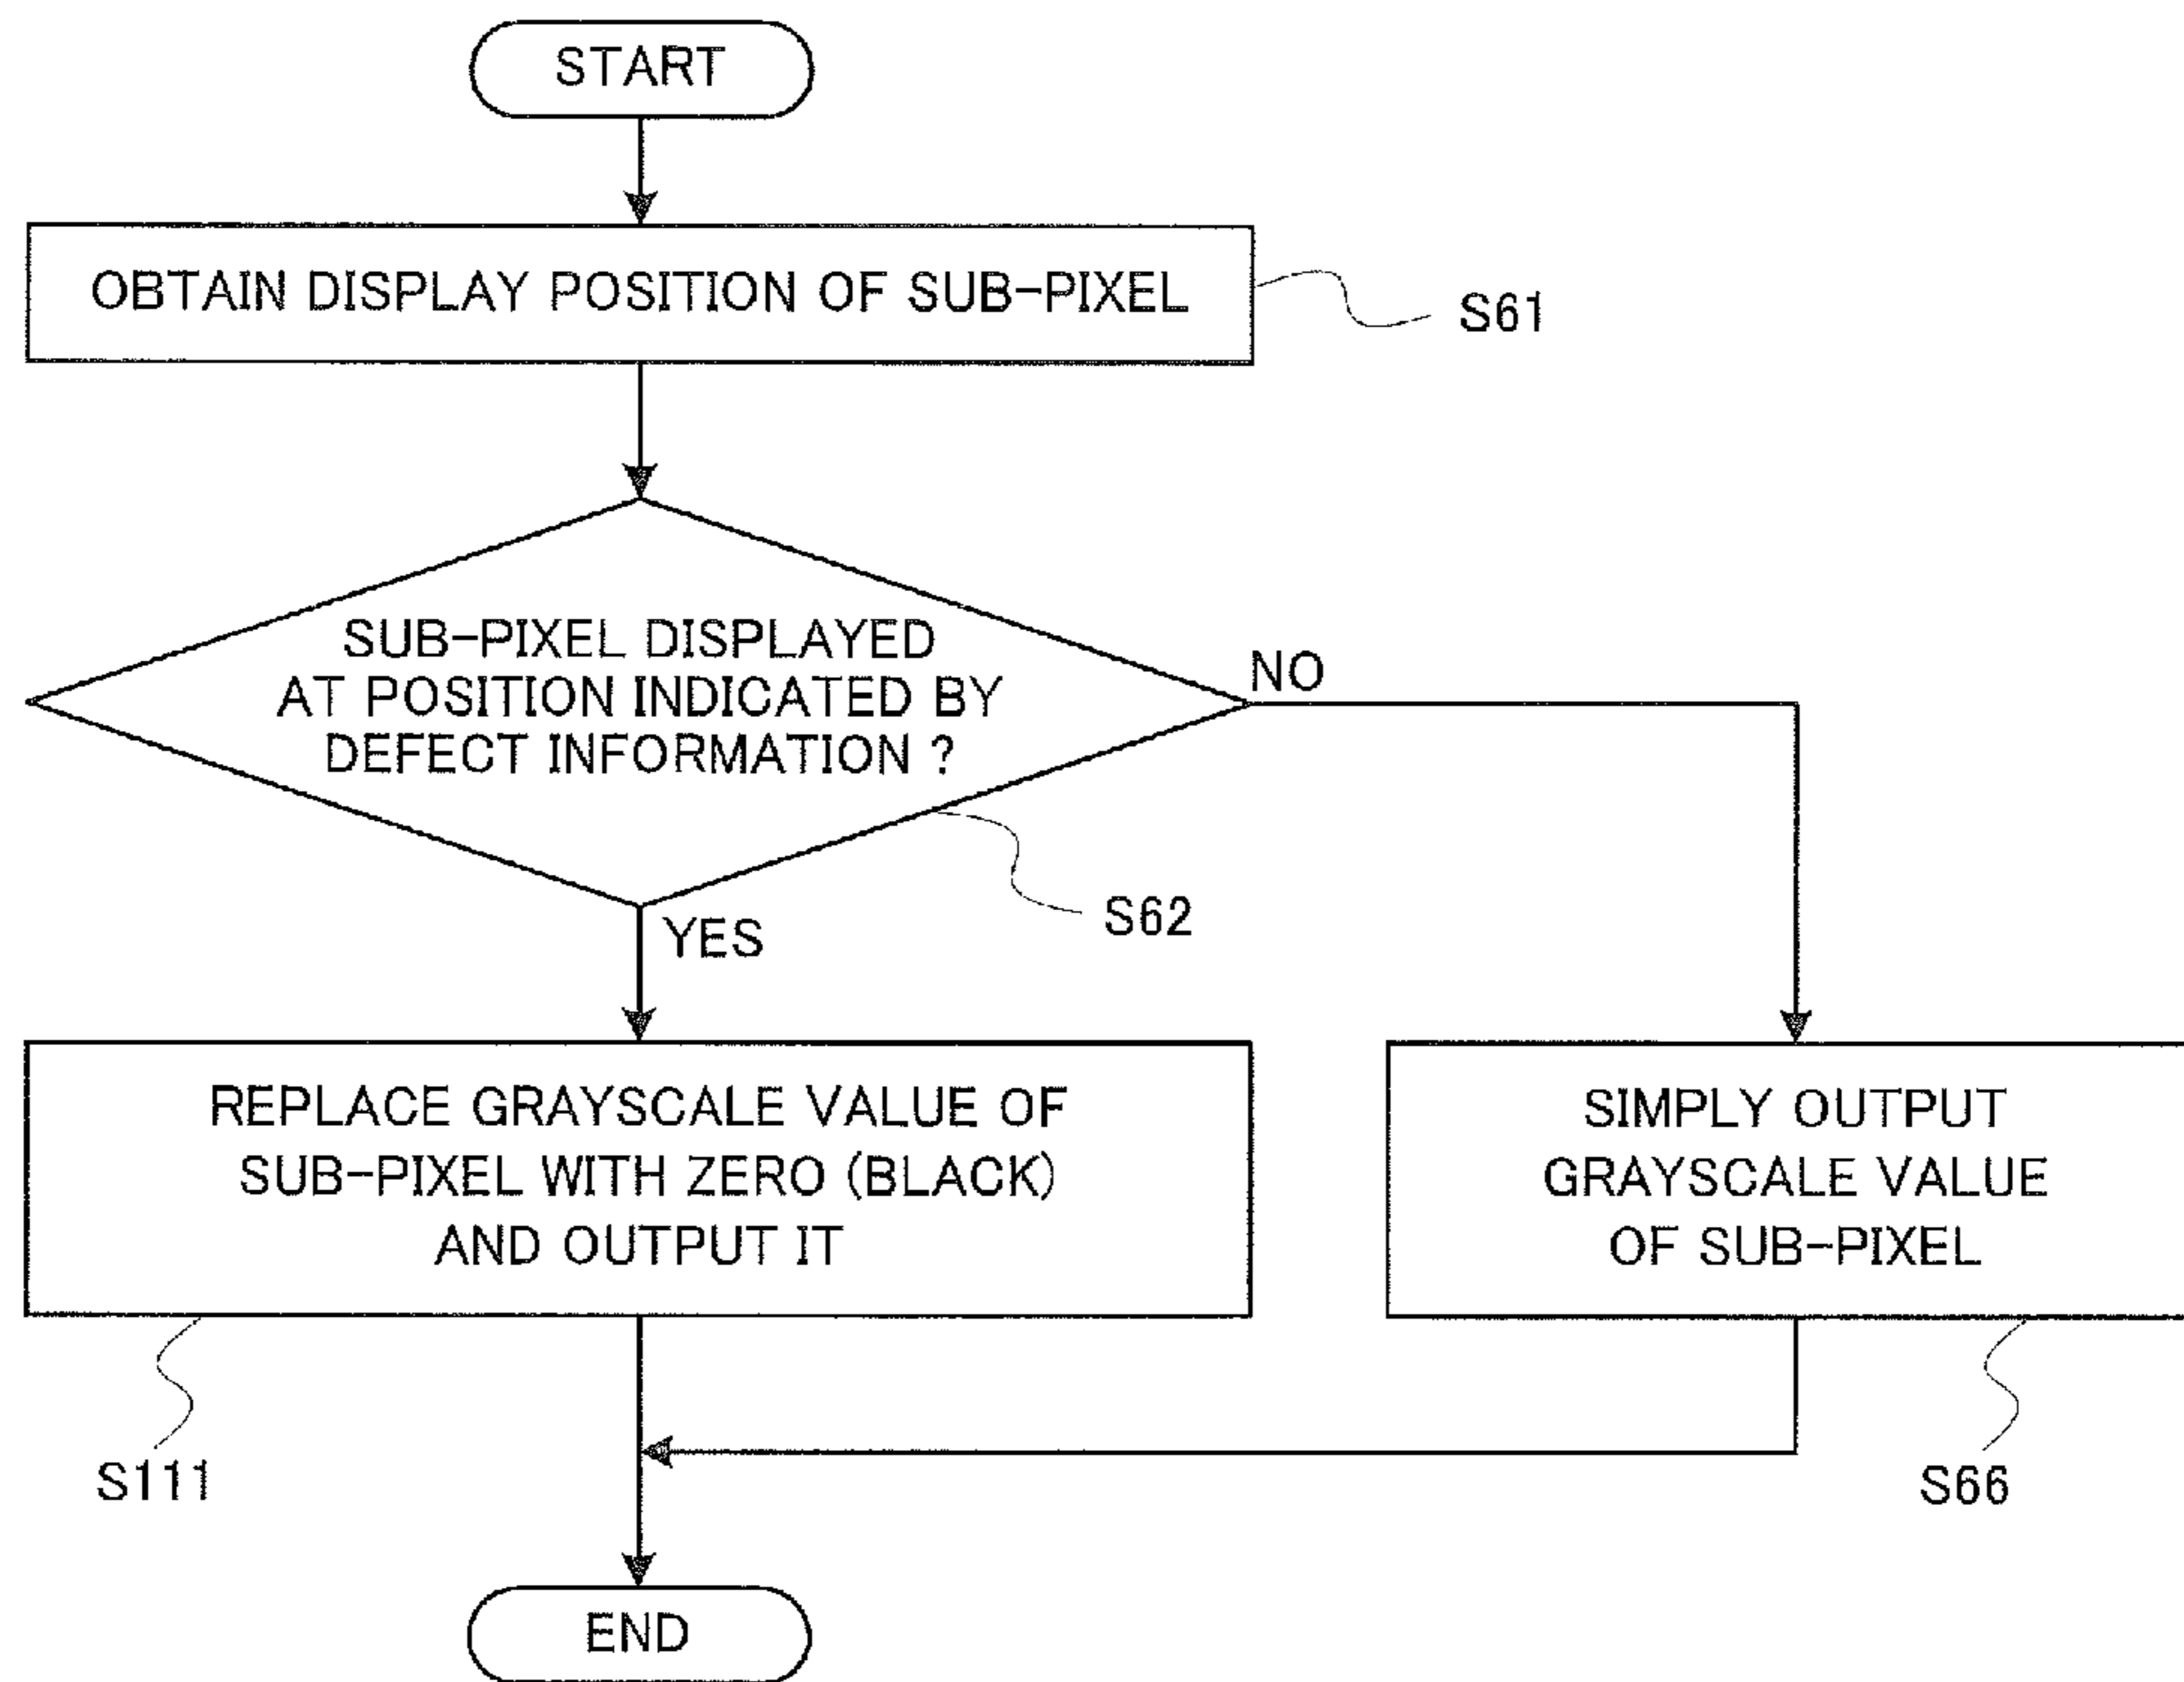 START
OBTAIN DISPLAY POSITION OF SUB-PIXEL
S61
SUB-PIXEL DISPLAYED
AT POSITION INDICATED BY
DEFECT INFORMATION ?
NO
S62
YES
REPLACE GRAYSCALE VALUE OF
SUB-PIXEL WITH ZERO (BLACK)
AND OUTPUT IT
SIMPLY OUTPUT
GRAYSCALE VALUE
OF SUB-PIXEL
S111
S66
END